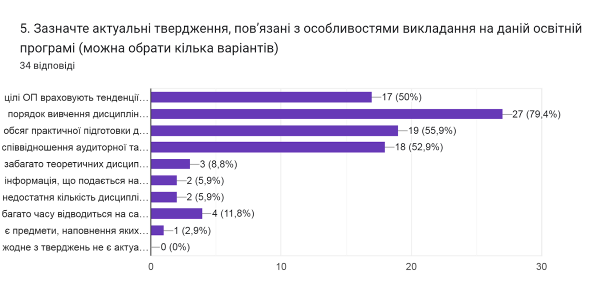 5. Зазначте актуальні твердження, пов’язані з особливостями викладання на даній освітній
програмі (можна обрати кілька варіантів)
34 відповіді
цілі ОП враховують тенденції… 17 (50%)
порядок вивчення дисциплін… 27 (79,4%)
обсяг практичної підготовки д… 19 (55,9%)
співвідношення аудиторної та… 18 (52,9%)
забагато теоретичних дисцип… 3 (8,8%)
інформація, що подається на… 2 (5,9%)
недостатня кількість дисциплі… 2 (5,9%)
багато часу відводиться на са… 4 (11,8%)
є предмети, наповнення яких… 1 (2,9%)
жодне з тверджень не є актуа… 0 (0%)
0 10 20 30